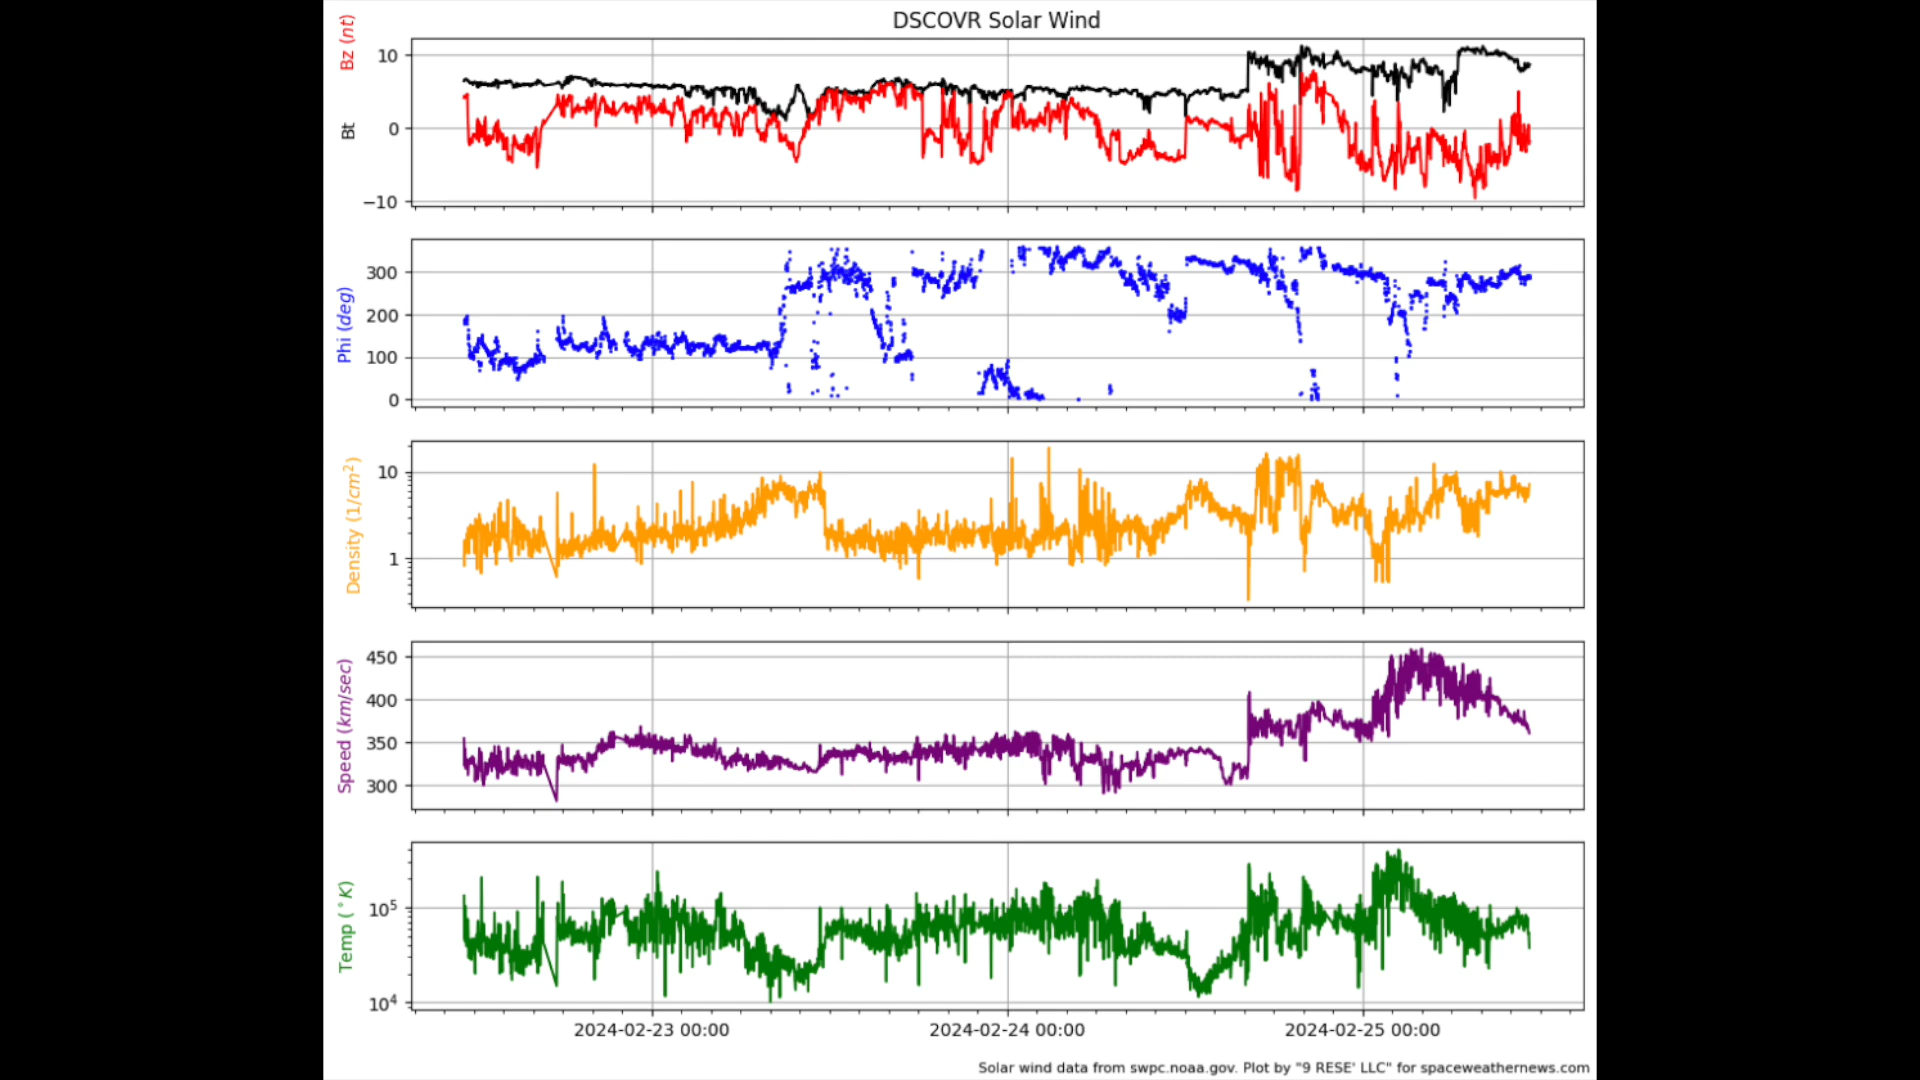 DSCOVR Solar Wind
Bz (nt)
Bt
10
0
−10
Phi (deg)
300
200
100
0
Density (1/cm²)
10
1
Speed (km/sec)
450
400
350
300
Temp (°K)
10⁵
10⁴
2024-02-23 00:00
2024-02-24 00:00
2024-02-25 00:00
Solar wind data from swpc.noaa.gov. Plot by "9 RESE' LLC" for spaceweathernews.com